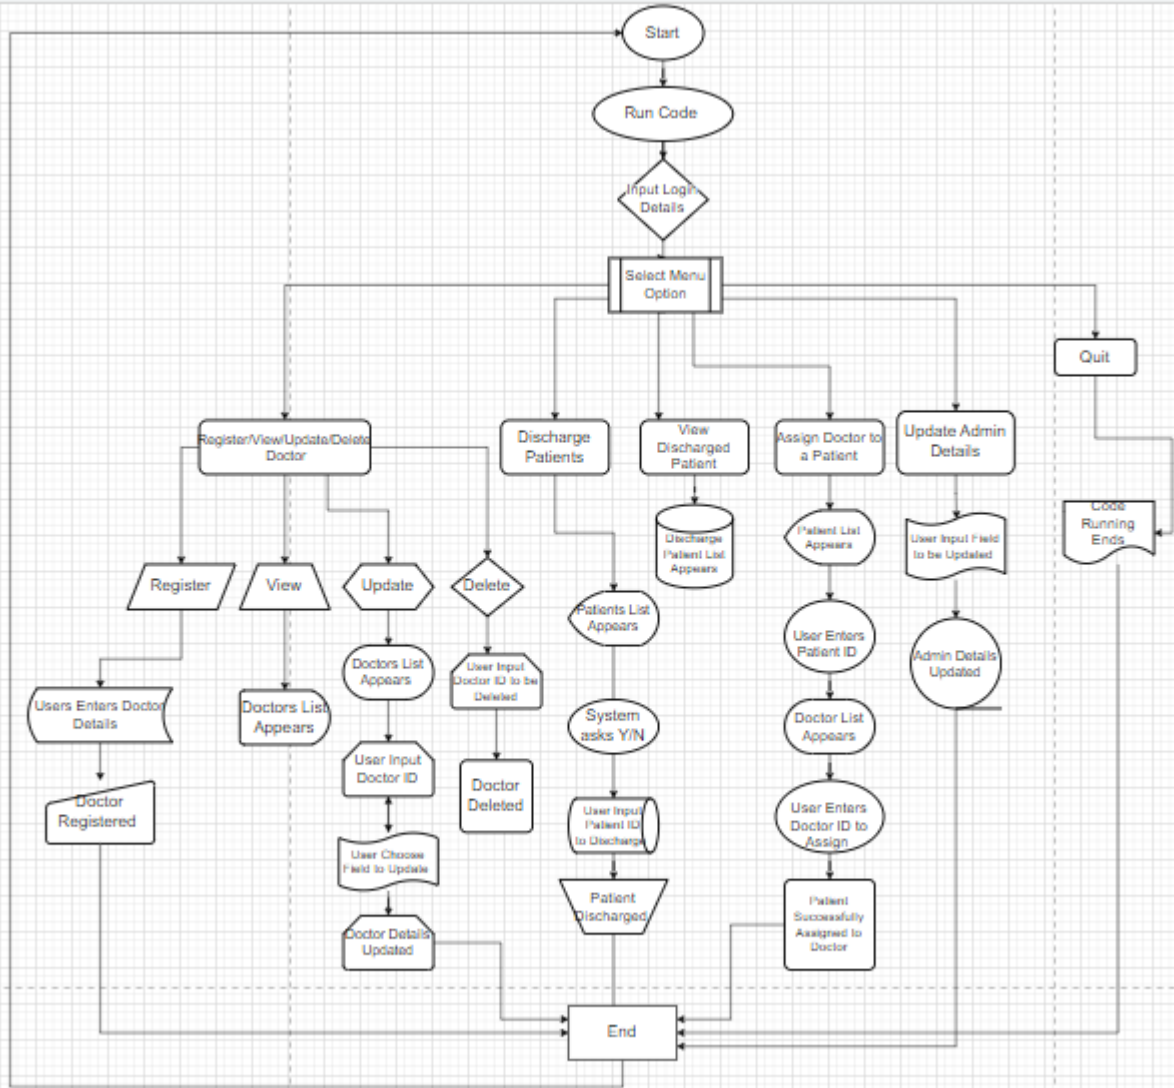 Start
Run Code
Input Login
Details
Select Menu
Option
Quit
Register/View/Update/Delete
Doctor
Discharge
Patients
View
Discharged
Patient
Assign Doctor to
a Patient
Update Admin
Details
Code
Running
Ends
Discharge
Patient List
Appears
Patient List
Appears
User Input Field
to be Updated
Register
View
Update
Delete
Patients List
Appears
User Enters
Patient ID
Admin Details
Updated
Users Enters Doctor
Details
Doctors List
Appears
Doctors List
Appears
User Input
Doctor ID to be
Deleted
System
asks Y/N
Doctor List
Appears
Doctor
Registered
User Input
Doctor ID
Doctor
Deleted
User Input
Patient ID
to Discharge
User Enters
Doctor ID to
Assign
User Choose
Field to Update
Patient
Discharged
Patient
Successfully
Assigned to
Doctor
Doctor Details
Updated
End